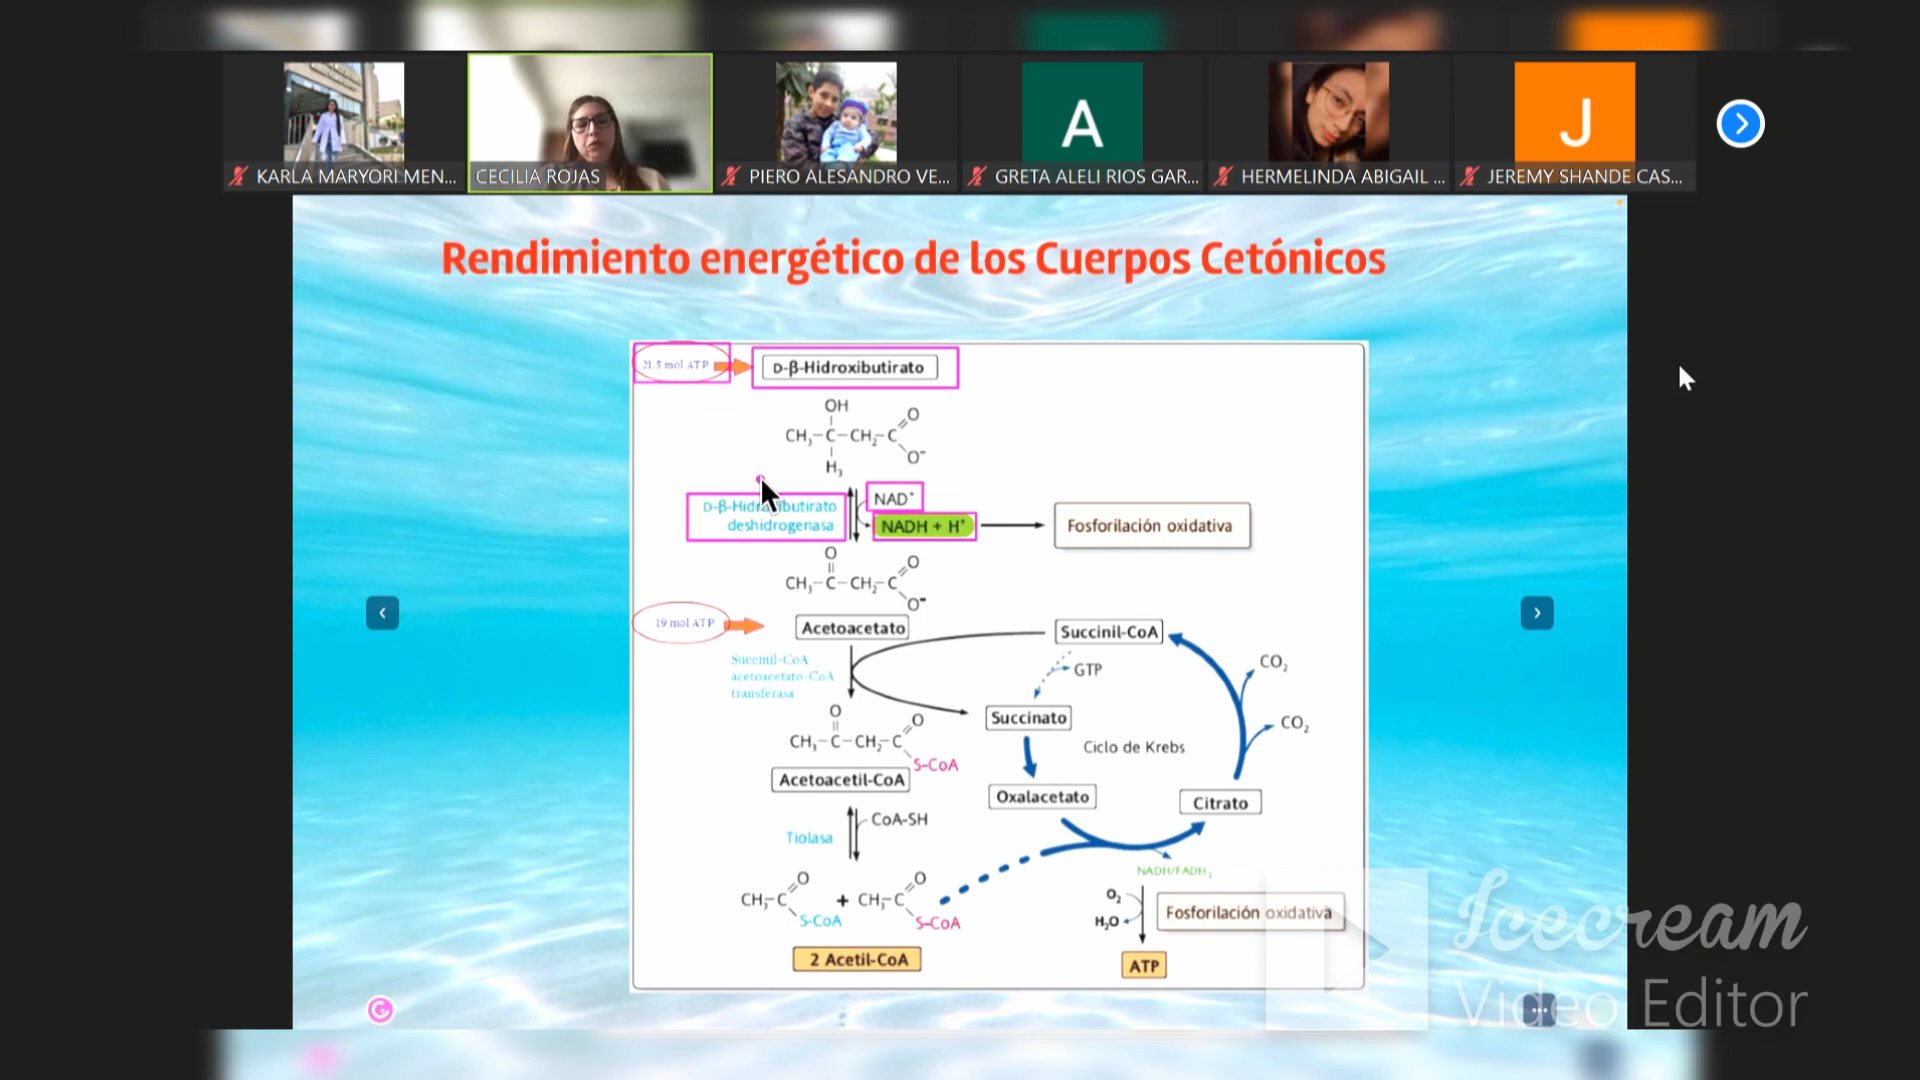 A
J
KARLA MARYORI MEN...
CECILIA ROJAS
PIERO ALESANDRO VE...
GRETA ALELI RIOS GAR...
HERMELINDA ABIGAIL ...
JEREMY SHANDE CAS...
Rendimiento energético de los Cuerpos Cetónicos
21.5 mol ATP
D-β-Hidroxibutirato
OH
O
CH₃-C-CH₂-C
O⁻
H₃
NAD⁺
D-β-Hidroxibutirato
deshidrogenasa
NADH + H⁺
Fosforilación oxidativa
O
O
CH₃-C-CH₂-C
O⁻
19 mol ATP
Acetoacetato
Succinil-CoA
Succinil-CoA
acetoacetato-CoA
transferasa
GTP
CO₂
O
O
Succinato
CO₂
CH₃-C-CH₂-C
S-CoA
Ciclo de Krebs
Acetoacetil-CoA
Oxalacetato
Citrato
CoA-SH
Tiolasa
NADH/FADH₂
O
O
CH₃-C + CH₃-C
S-CoA
S-CoA
O₂
H₂O
Fosforilación oxidativa
2 Acetil-CoA
ATP
Icecream
Video Editor